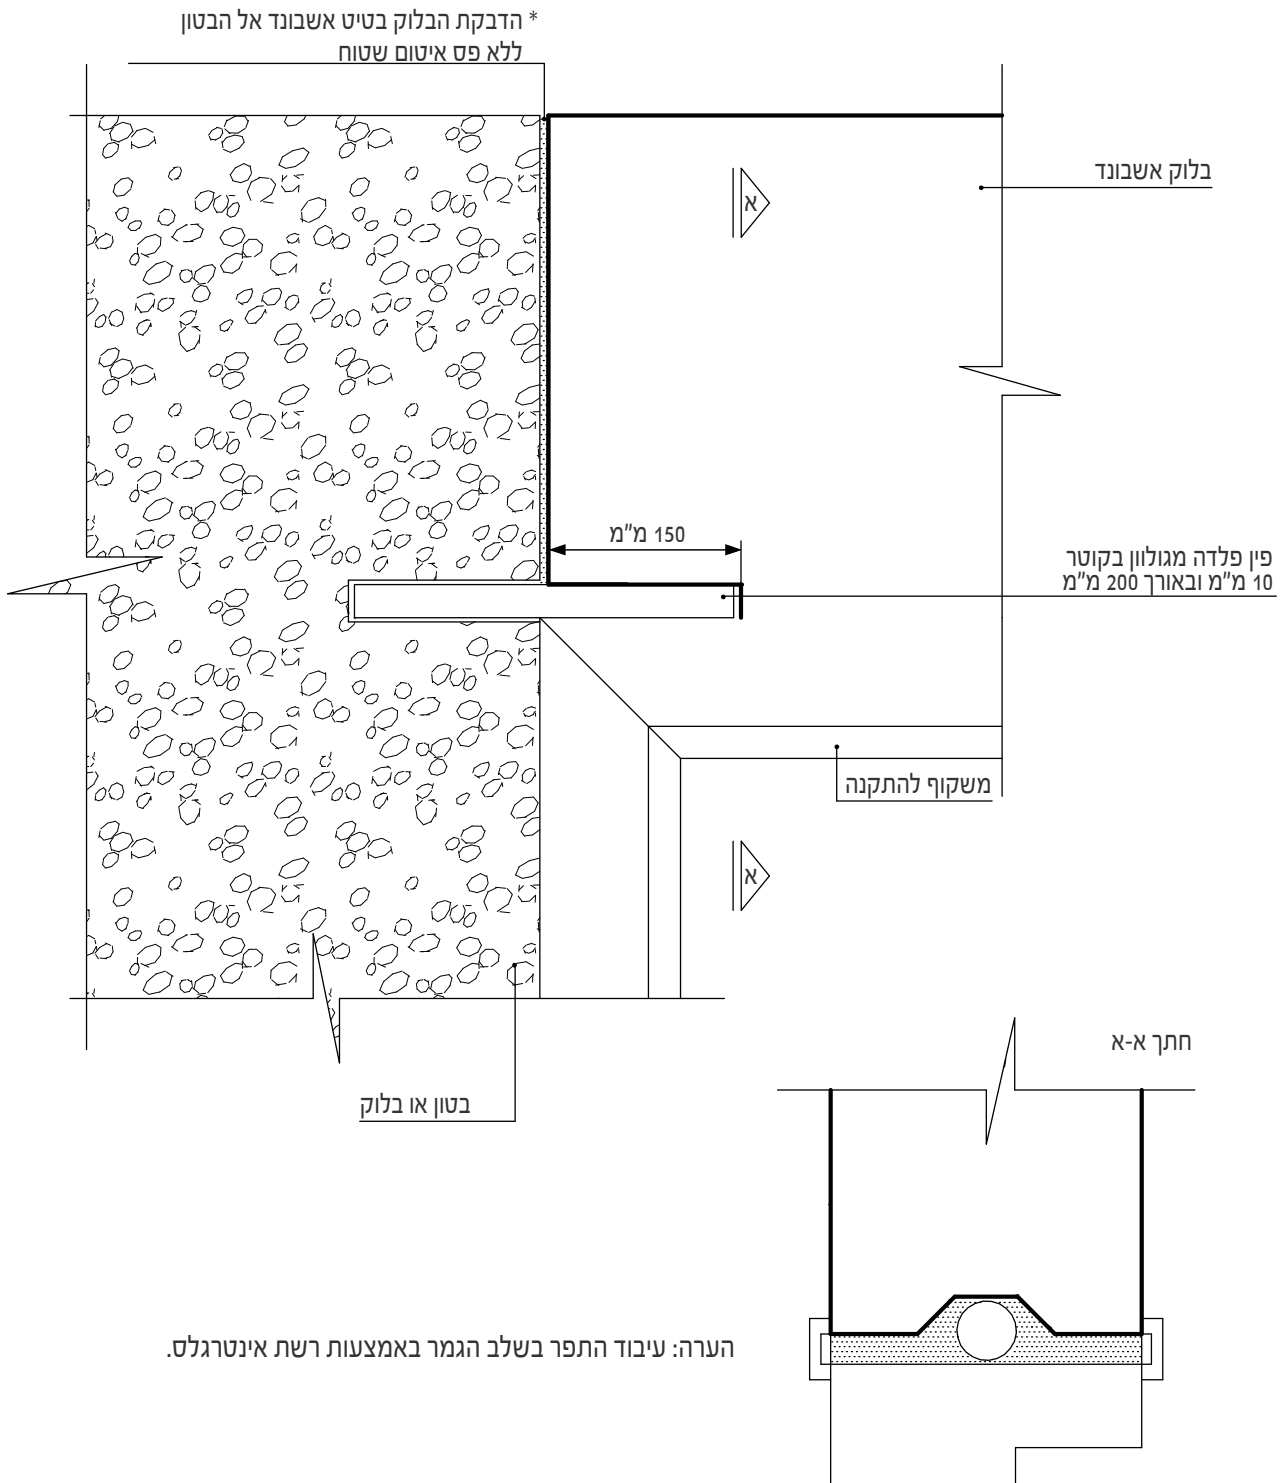 * הדבקת הבלוק בטיט אשבונד אל הבטון
ללא פס איטום שטוח
בלוק אשבונד
א
150 מ"מ
פין פלדה מגולוון בקוטר
10 מ"מ ובאורך 200 מ"מ
משקוף להתקנה
א
בטון או בלוק
חתך א-א
הערה: עיבוד התפר בשלב הגמר באמצעות רשת אינטרגלס.